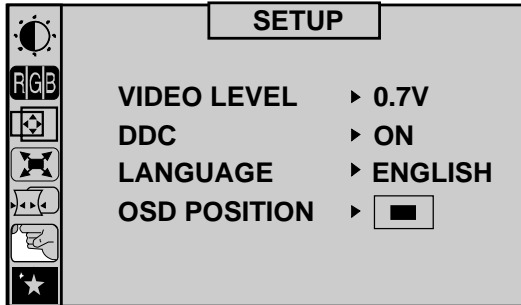 SETUP
RGB
VIDEO LEVEL 0.7V
DDC ON
LANGUAGE ENGLISH
OSD POSITION